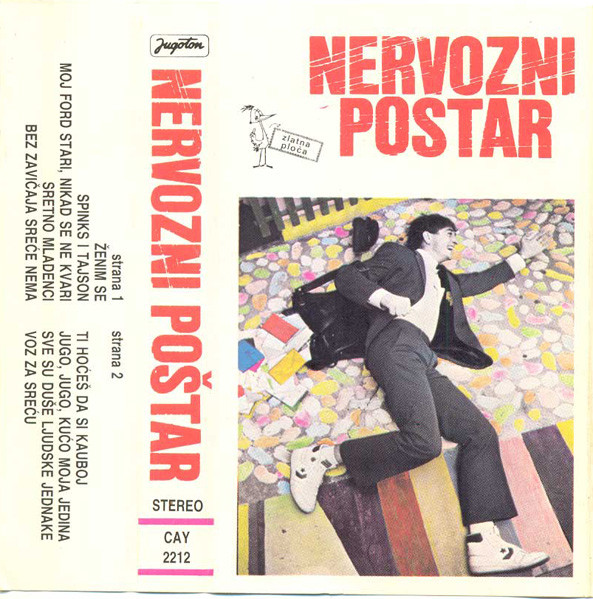 strana 1
ŽENIM SE
SPINKS I TAJSON
MOJ FORD STARI, NIKAD SE NE KVARI
SRETNO MLADENCI
BEZ ZAVIČAJA SREĆE NEMA
strana 2
TI HOĆEŠ DA SI KAUBOJ
JUGO, JUGO, KUĆO MOJA JEDINA
SVE SU DUŠE LJUDSKE JEDNAKE
VOZ ZA SREĆU
Jugoton
NERVOZNI POŠTAR
STEREO
CAY
2212
NERVOZNI
POSTAR
zlatna
ploča